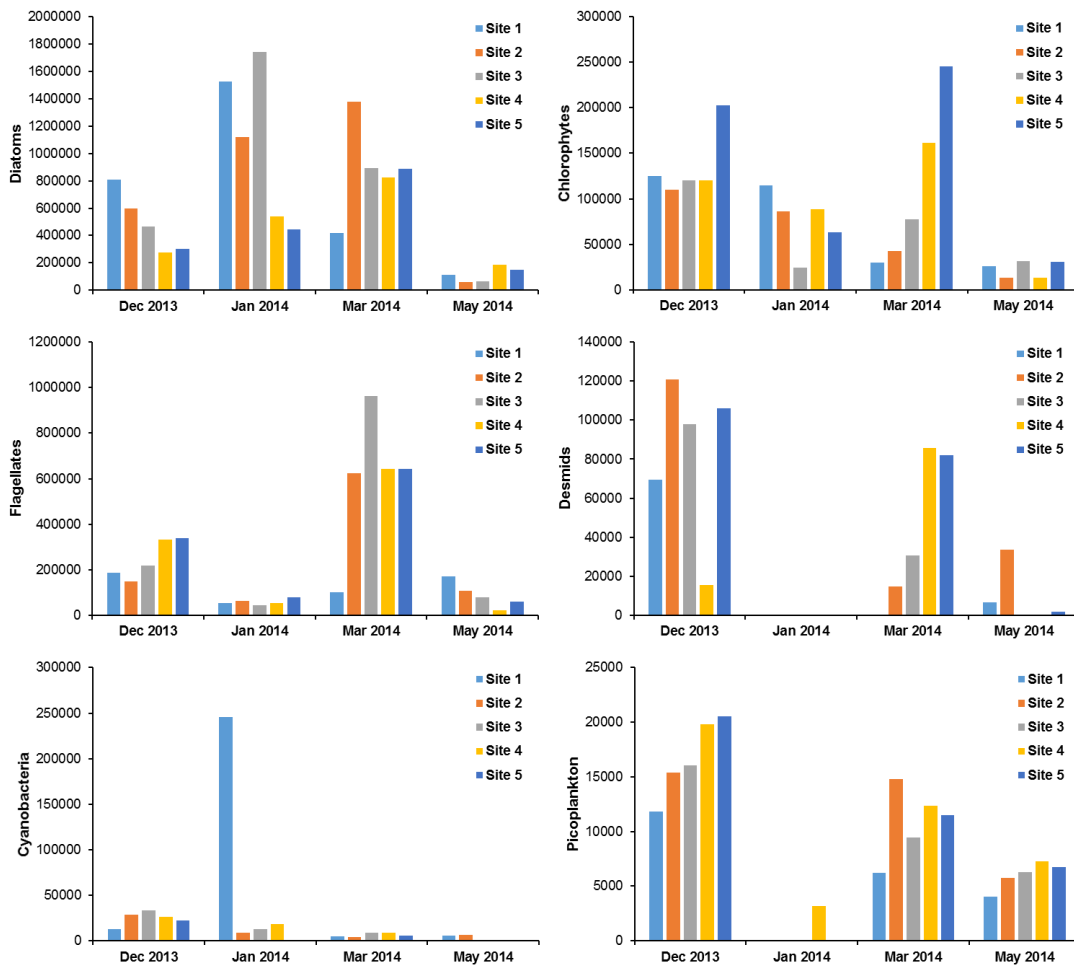 Diatoms
2000000
1800000
1600000
1400000
1200000
1000000
800000
600000
400000
200000
0
Dec 2013 Jan 2014 Mar 2014 May 2014
Site 1
Site 2
Site 3
Site 4
Site 5
Chlorophytes
300000
250000
200000
150000
100000
50000
0
Dec 2013 Jan 2014 Mar 2014 May 2014
Site 1
Site 2
Site 3
Site 4
Site 5
Flagellates
1200000
1000000
800000
600000
400000
200000
0
Dec 2013 Jan 2014 Mar 2014 May 2014
Site 1
Site 2
Site 3
Site 4
Site 5
Desmids
140000
120000
100000
80000
60000
40000
20000
0
Dec 2013 Jan 2014 Mar 2014 May 2014
Site 1
Site 2
Site 3
Site 4
Site 5
Cyanobacteria
300000
250000
200000
150000
100000
50000
0
Dec 2013 Jan 2014 Mar 2014 May 2014
Site 1
Site 2
Site 3
Site 4
Site 5
Picoplankton
25000
20000
15000
10000
5000
0
Dec 2013 Jan 2014 Mar 2014 May 2014
Site 1
Site 2
Site 3
Site 4
Site 5